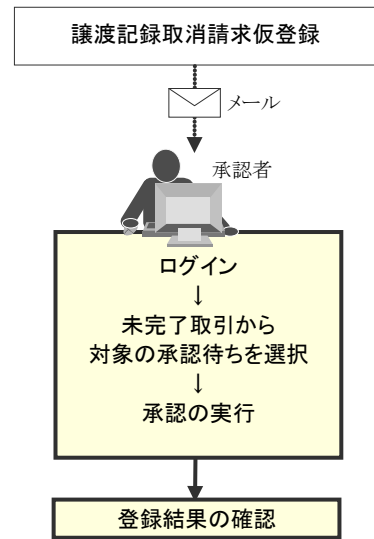 譲渡記録取消請求仮登録
メール
承認者
ログイン
↓
未完了取引から
対象の承認待ちを選択
↓
承認の実行
登録結果の確認